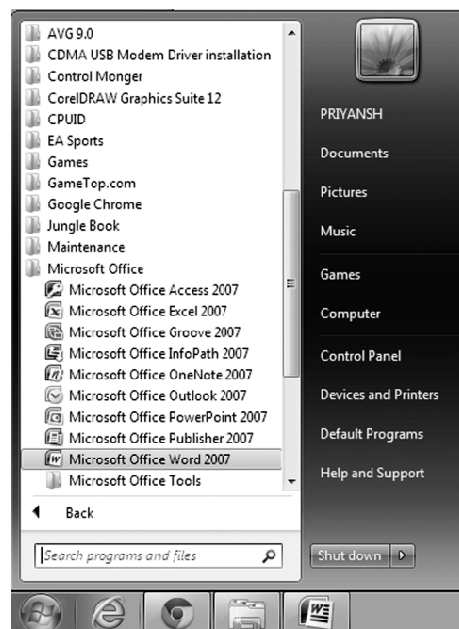 AVG 9.0
CDMA USB Modem Driver installation
Control Monger
CorelDRAW Graphics Suite 12
CPUID
EA Sports
Games
GameTop.com
Google Chrome
Jungle Book
Maintenance
Microsoft Office
Microsoft Office Access 2007
Microsoft Office Excel 2007
Microsoft Office Groove 2007
Microsoft Office InfoPath 2007
Microsoft Office OneNote 2007
Microsoft Office Outlook 2007
Microsoft Office PowerPoint 2007
Microsoft Office Publisher 2007
Microsoft Office Word 2007
Microsoft Office Tools
Back
Search programs and files
PRIYANSH
Documents
Pictures
Music
Games
Computer
Control Panel
Devices and Printers
Default Programs
Help and Support
Shut down